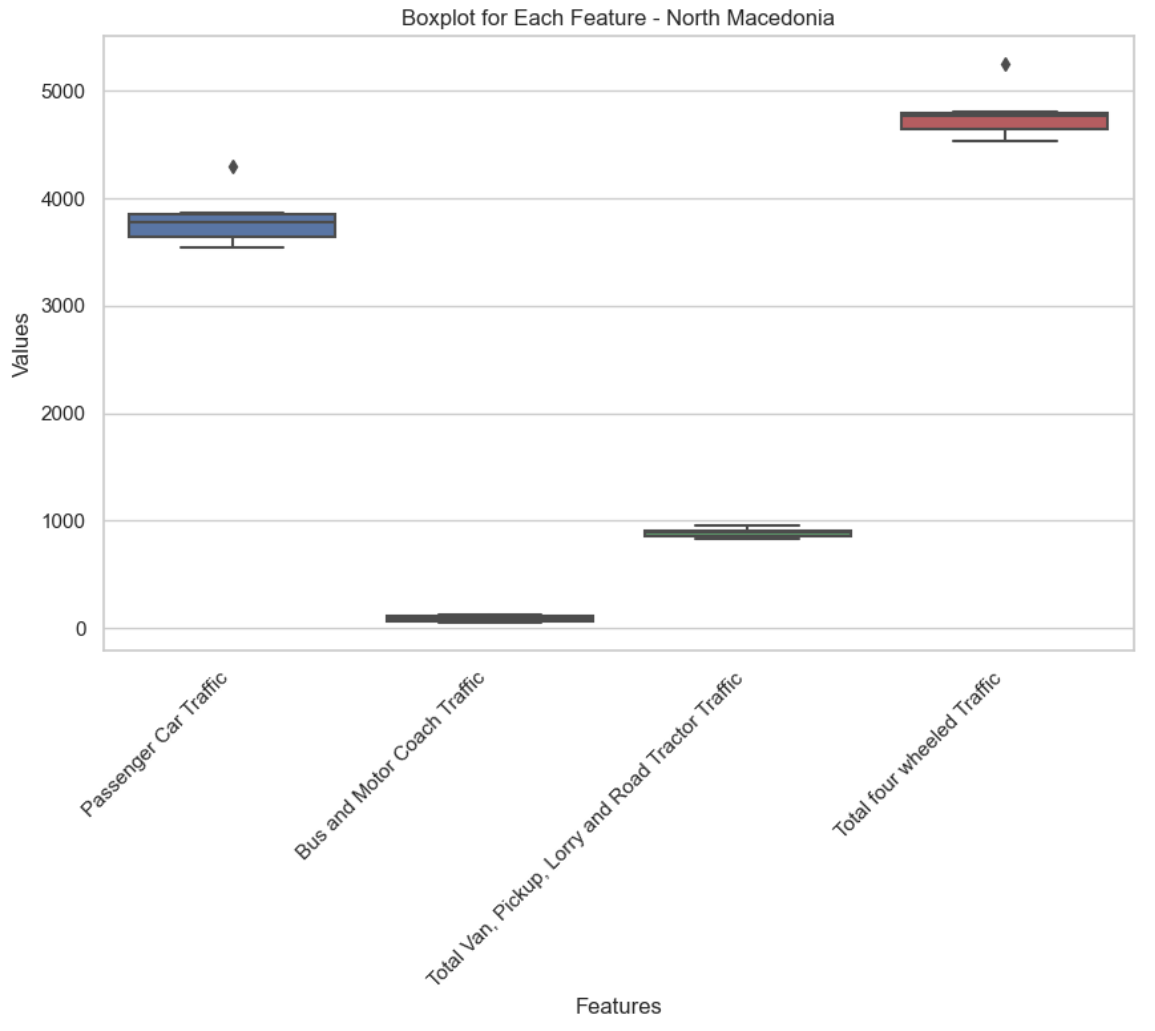 Boxplot for Each Feature - North Macedonia
5000
4000
3000
2000
1000
0
Values
Passenger Car Traffic
Bus and Motor Coach Traffic
Total Van, Pickup, Lorry and Road Tractor Traffic
Total four wheeled Traffic
Features